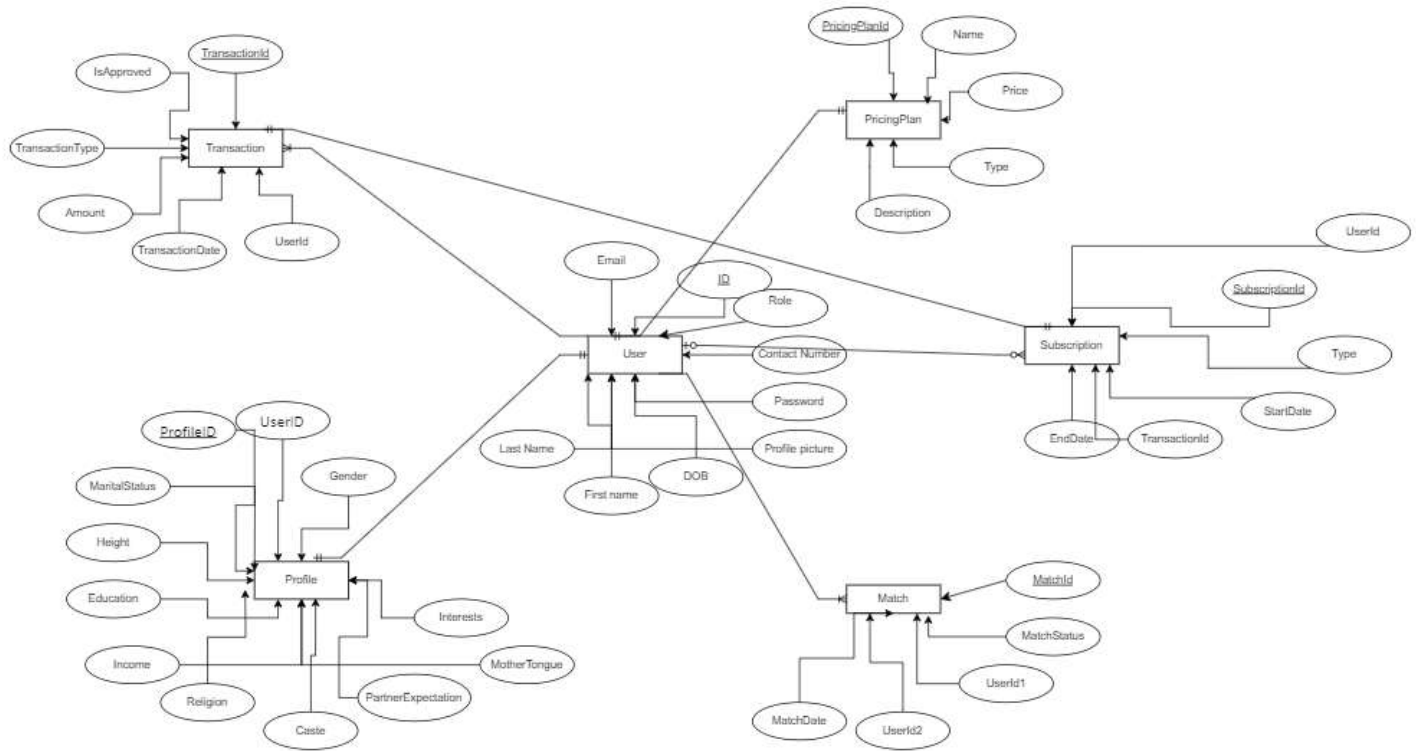 PricingPlanId
Name
TransactionId
IsApproved
Price
PricingPlan
TransactionType
Transaction
Type
Amount
Description
TransactionDate
UserId
UserId
Email
ID
SubscriptionId
Role
User
Contact Number
Subscription
Type
Password
StartDate
ProfileID
UserID
EndDate
TransactionId
Last Name
Profile picture
MaritalStatus
Gender
DOB
First name
Height
Profile
MatchId
Education
Match
Interests
MatchStatus
Income
MotherTongue
UserId1
Religion
PartnerExpectation
Caste
MatchDate
UserId2